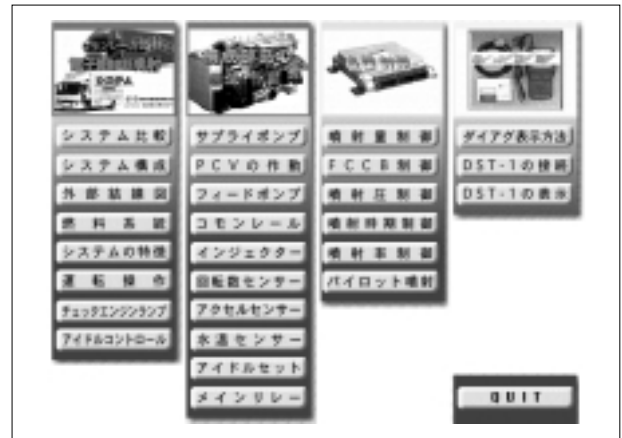 システム比較
システム構成
外部結線図
燃料系統
システムの特徴
運転操作
チェックエンジンランプ
アイドルコントロール
サプライポンプ
PCVの作動
フィードポンプ
コモンレール
インジェクター
回転数センサー
アクセルセンサー
水温センサー
アイドルセット
メインリレー
噴射量制御
FCCB制御
噴射圧制御
噴射時期制御
噴射率制御
パイロット噴射
ダイアグ表示方法
DST-1の接続
DST-1の表示
QUIT